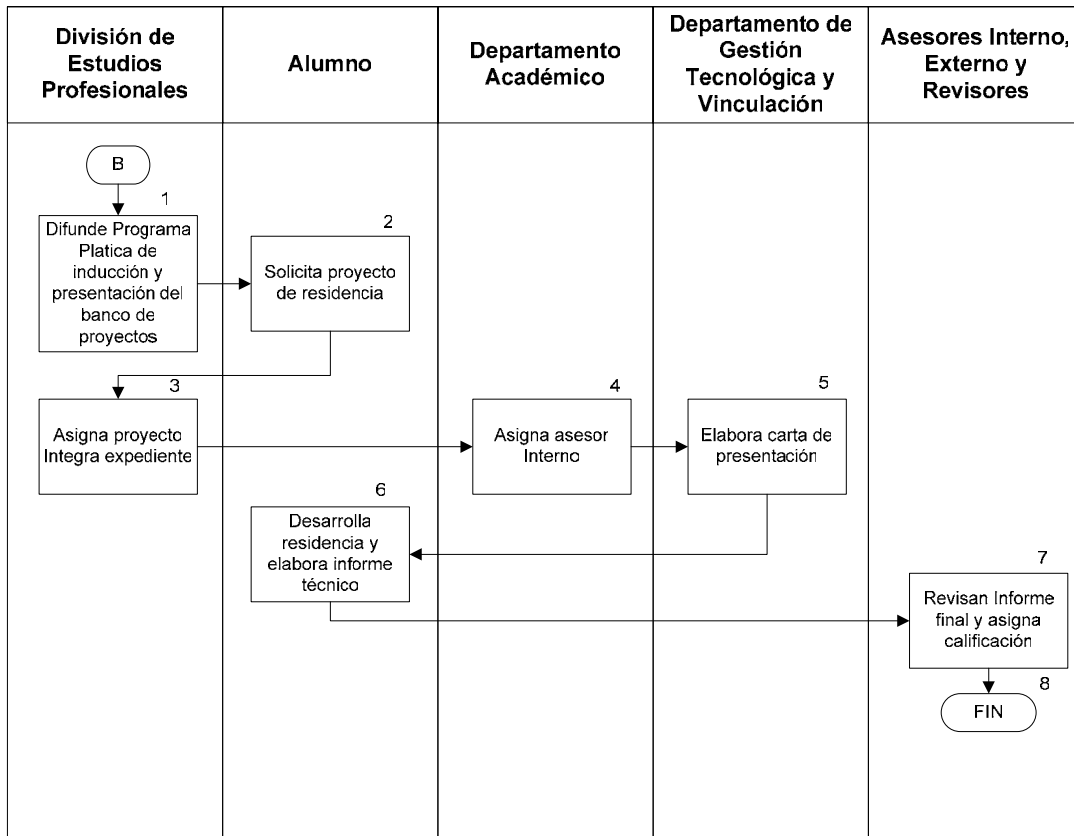 División de
Estudios
Profesionales
Alumno
Departamento
Académico
Departamento de
Gestión
Tecnológica y
Vinculación
Asesores Interno,
Externo y
Revisores
B
1
Difunde Programa
Platica de
inducción y
presentación del
banco de
proyectos
2
Solicita proyecto
de residencia
3
Asigna proyecto
Integra expediente
4
Asigna asesor
Interno
5
Elabora carta de
presentación
6
Desarrolla
residencia y
elabora informe
técnico
7
Revisan Informe
final y asigna
calificación
8
FIN